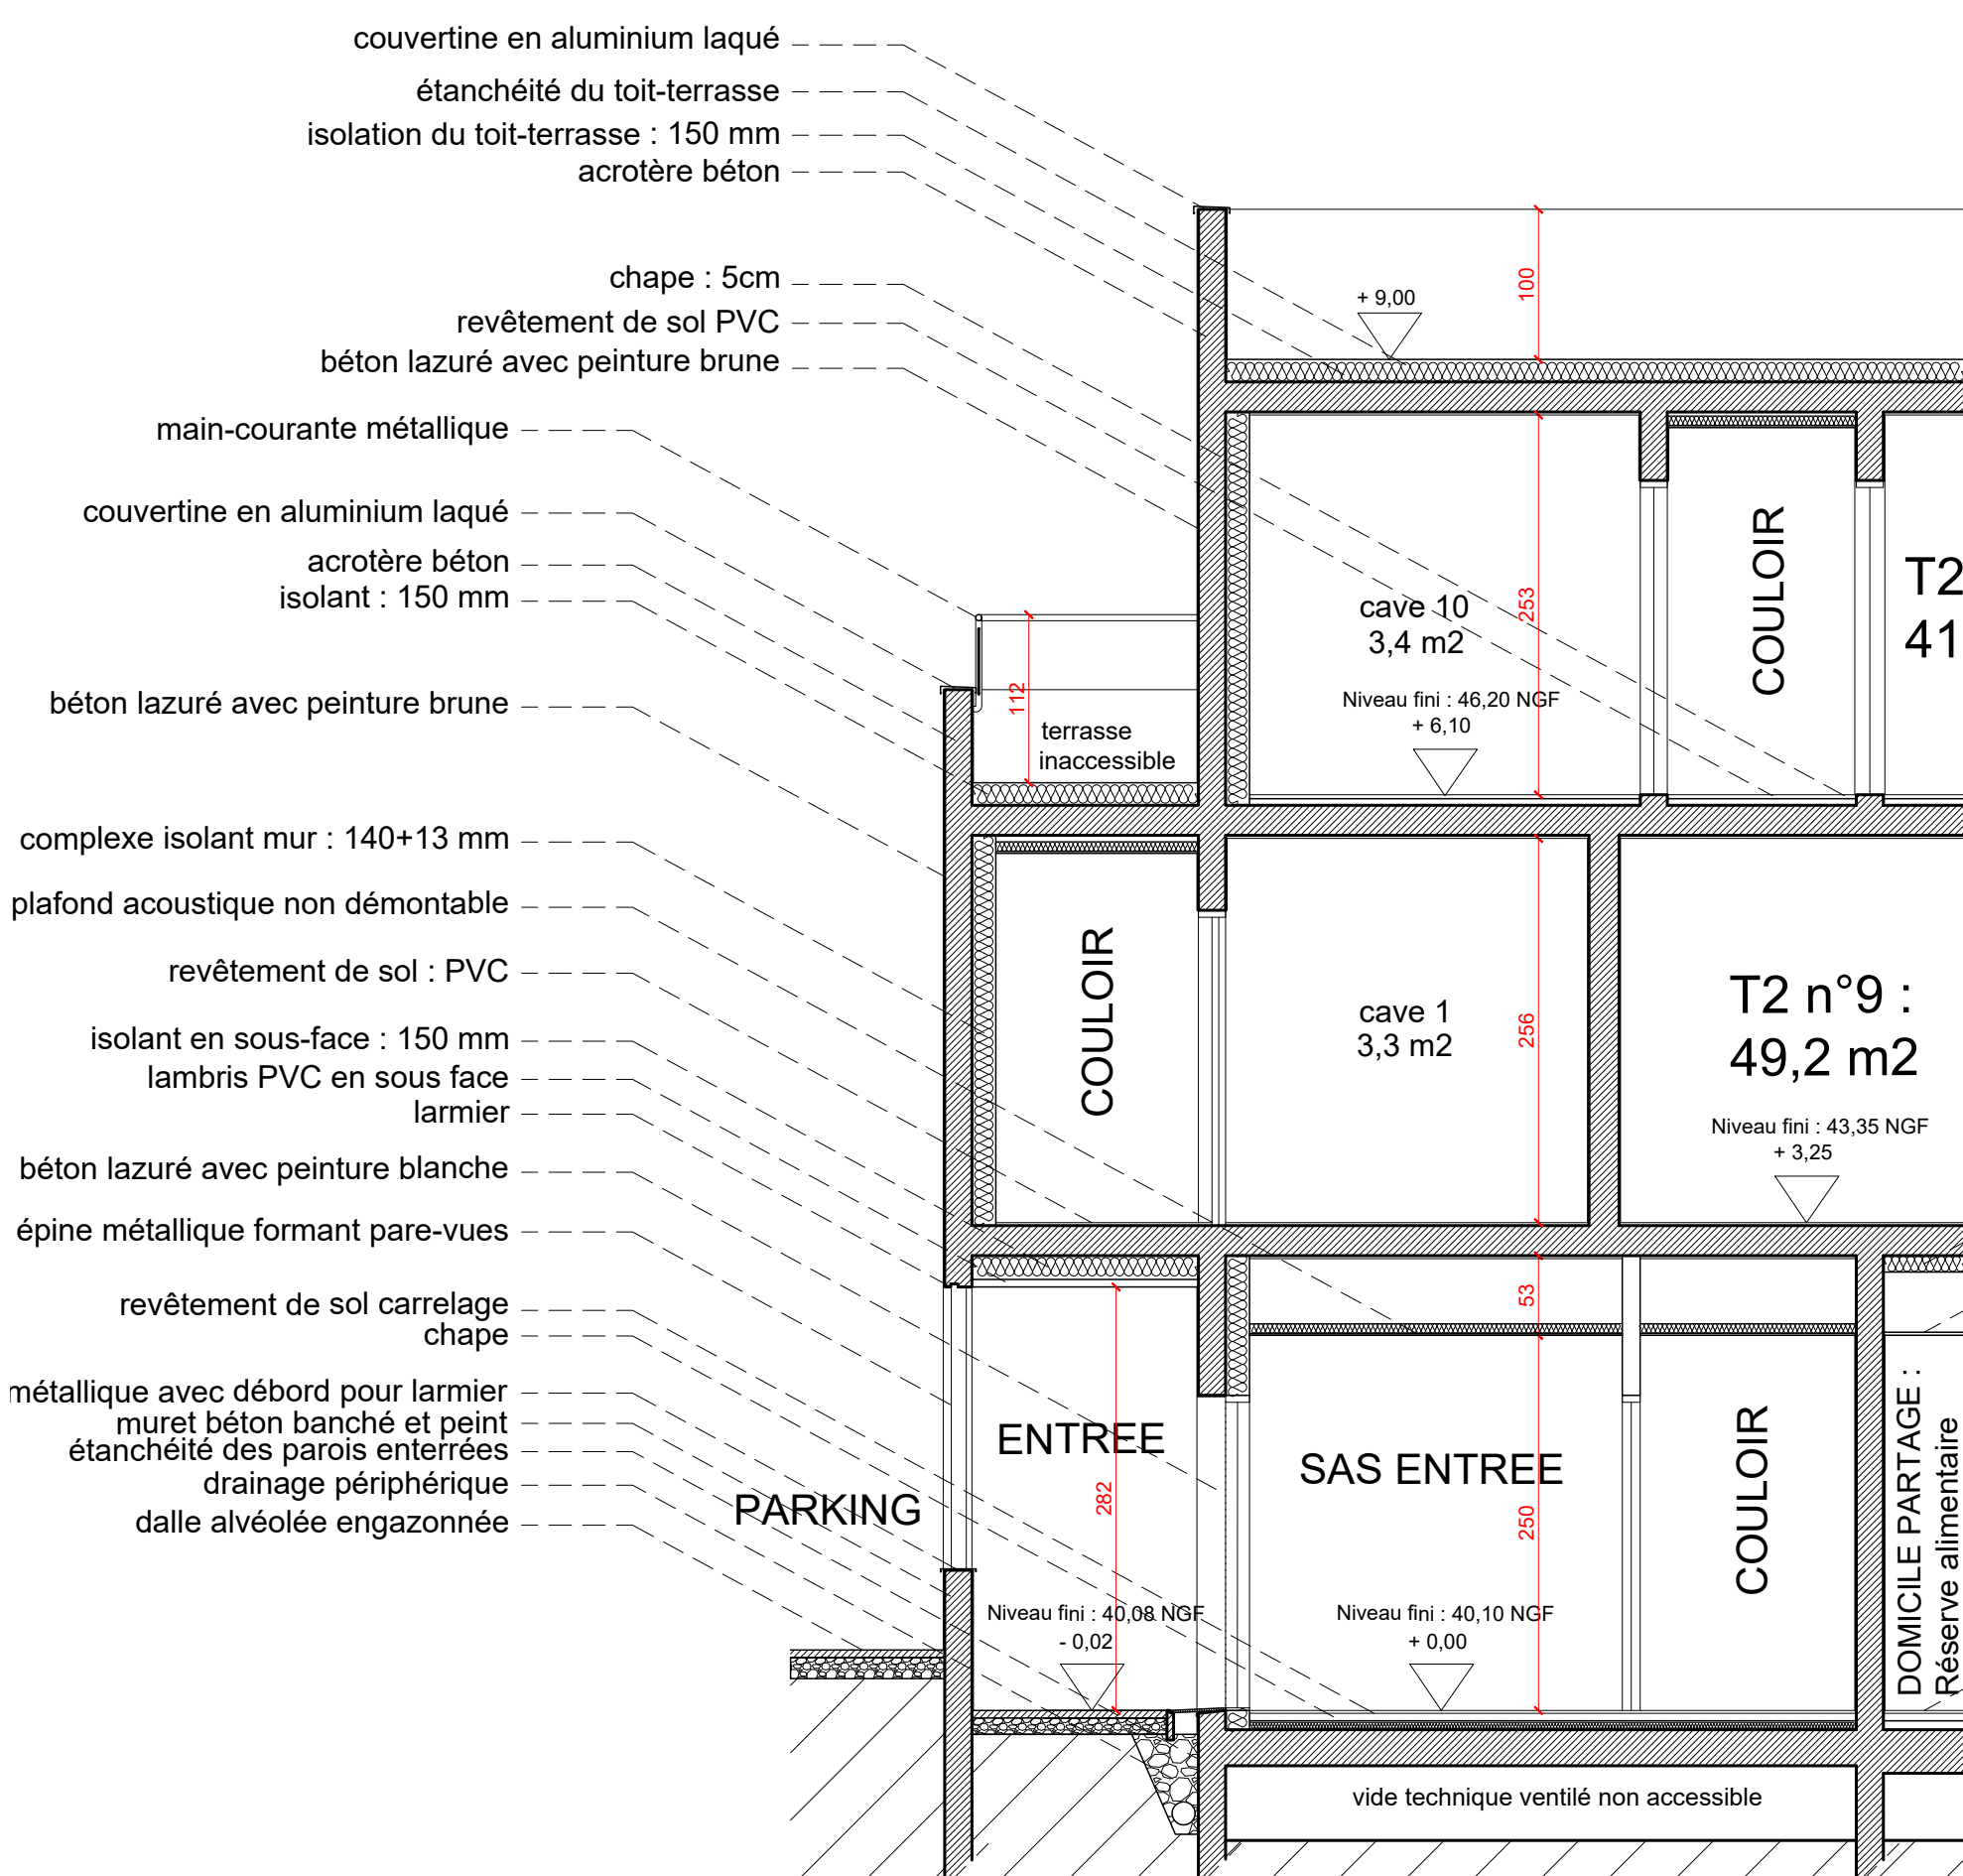 couvertine en aluminium laqué
étanchéité du toit-terrasse
isolation du toit-terrasse : 150 mm
acrotère béton
chape : 5cm
revêtement de sol PVC
béton lazuré avec peinture brune
main-courante métallique
couvertine en aluminium laqué
acrotère béton
isolant : 150 mm
béton lazuré avec peinture brune
complexe isolant mur : 140+13 mm
plafond acoustique non démontable
revêtement de sol : PVC
isolant en sous-face : 150 mm
lambris PVC en sous face
larmier
béton lazuré avec peinture blanche
épine métallique formant pare-vues
revêtement de sol carrelage
chape
métallique avec débord pour larmier
muret béton banché et peint
étanchéité des parois enterrées
drainage périphérique
dalle alvéolée engazonnée
+ 9,00
100
253
cave 10
3,4 m2
Niveau fini : 46,20 NGF
+ 6,10
COULOIR
T2
41
112
terrasse
inaccessible
COULOIR
cave 1
3,3 m2
256
T2 n°9 :
49,2 m2
Niveau fini : 43,35 NGF
+ 3,25
53
PARKING
ENTREE
282
Niveau fini : 40,08 NGF
- 0,02
SAS ENTREE
250
Niveau fini : 40,10 NGF
+ 0,00
COULOIR
DOMICILE PARTAGE :
Réserve alimentaire
vide technique ventilé non accessible